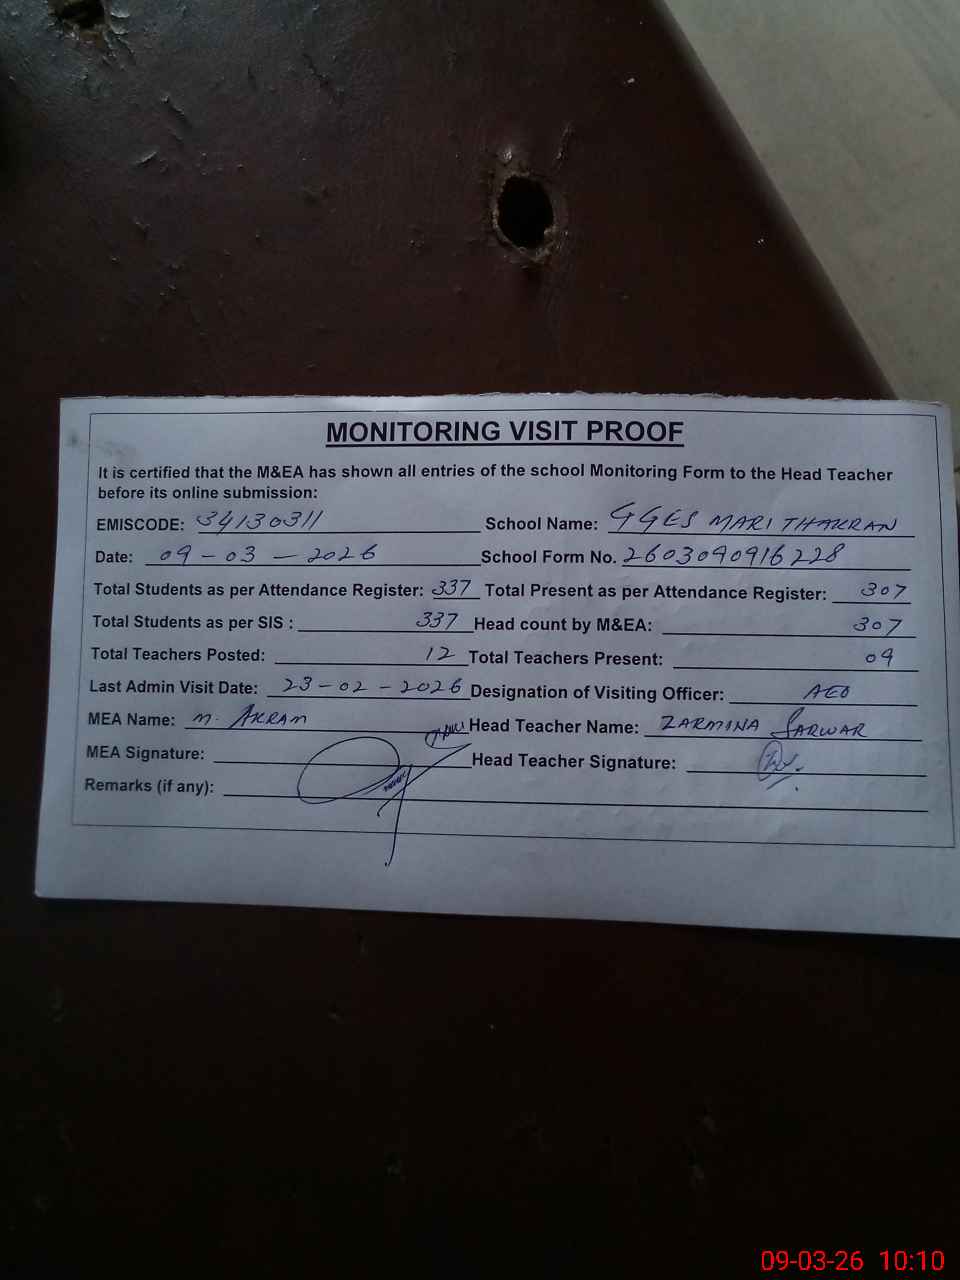 MONITORING VISIT PROOF
It is certified that the M&EA has shown all entries of the school Monitoring Form to the Head Teacher
before its online submission:
EMISCODE: 34130311 School Name: GGES MARI THAKRAN
Date: 09-03-2026 School Form No. 2603090916228
Total Students as per Attendance Register: 337 Total Present as per Attendance Register: 307
Total Students as per SIS : 337 Head count by M&EA: 307
Total Teachers Posted: 12 Total Teachers Present: 09
Last Admin Visit Date: 23-02-2026 Designation of Visiting Officer: AEO
MEA Name: M. AKRAM Head Teacher Name: ZARMINA SARWAR
MEA Signature: Head Teacher Signature:
Remarks (if any):
09-03-26 10:10